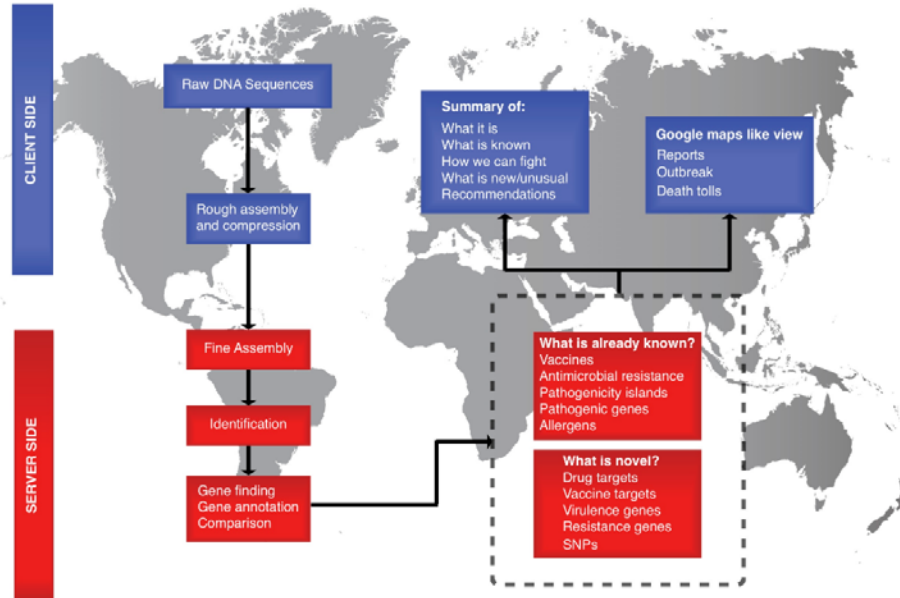 CLIENT SIDE
Raw DNA Sequences
Rough assembly
and compression
Summary of:
What it is
What is known
How we can fight
What is new/unusual
Recommendations
Google maps like view
Reports
Outbreak
Death tolls
SERVER SIDE
Fine Assembly
Identification
Gene finding
Gene annotation
Comparison
What is already known?
Vaccines
Antimicrobial resistance
Pathogenicity islands
Pathogenic genes
Allergens
What is novel?
Drug targets
Vaccine targets
Virulence genes
Resistance genes
SNPs